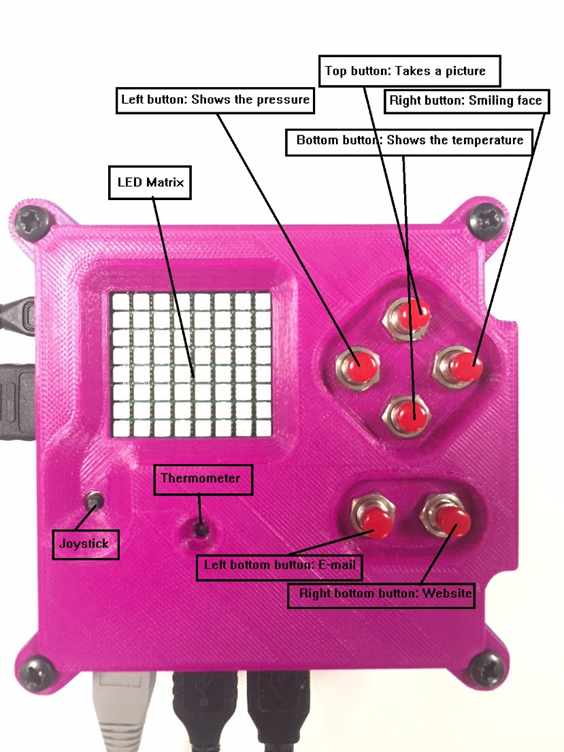 Top button: Takes a picture
Left button: Shows the pressure
Right button: Smiling face
Bottom button: Shows the temperature
LED Matrix
Thermometer
Joystick
Left bottom button: E-mail
Right bottom button: Website